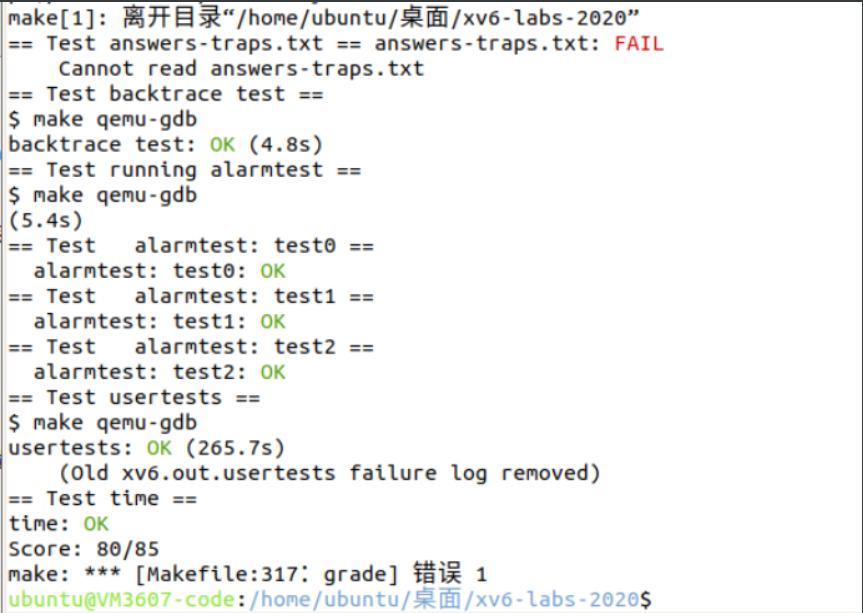 make[1]: 离开目录“/home/ubuntu/桌面/xv6-labs-2020”
== Test answers-traps.txt == answers-traps.txt: FAIL
    Cannot read answers-traps.txt
== Test backtrace test ==
$ make qemu-gdb
backtrace test: OK (4.8s)
== Test running alarmtest ==
$ make qemu-gdb
(5.4s)
== Test   alarmtest: test0 ==
  alarmtest: test0: OK
== Test   alarmtest: test1 ==
  alarmtest: test1: OK
== Test   alarmtest: test2 ==
  alarmtest: test2: OK
== Test usertests ==
$ make qemu-gdb
usertests: OK (265.7s)
    (Old xv6.out.usertests failure log removed)
== Test time ==
time: OK
Score: 80/85
make: *** [Makefile:317：grade] 错误 1
ubuntu@VM3607-code:/home/ubuntu/桌面/xv6-labs-2020$